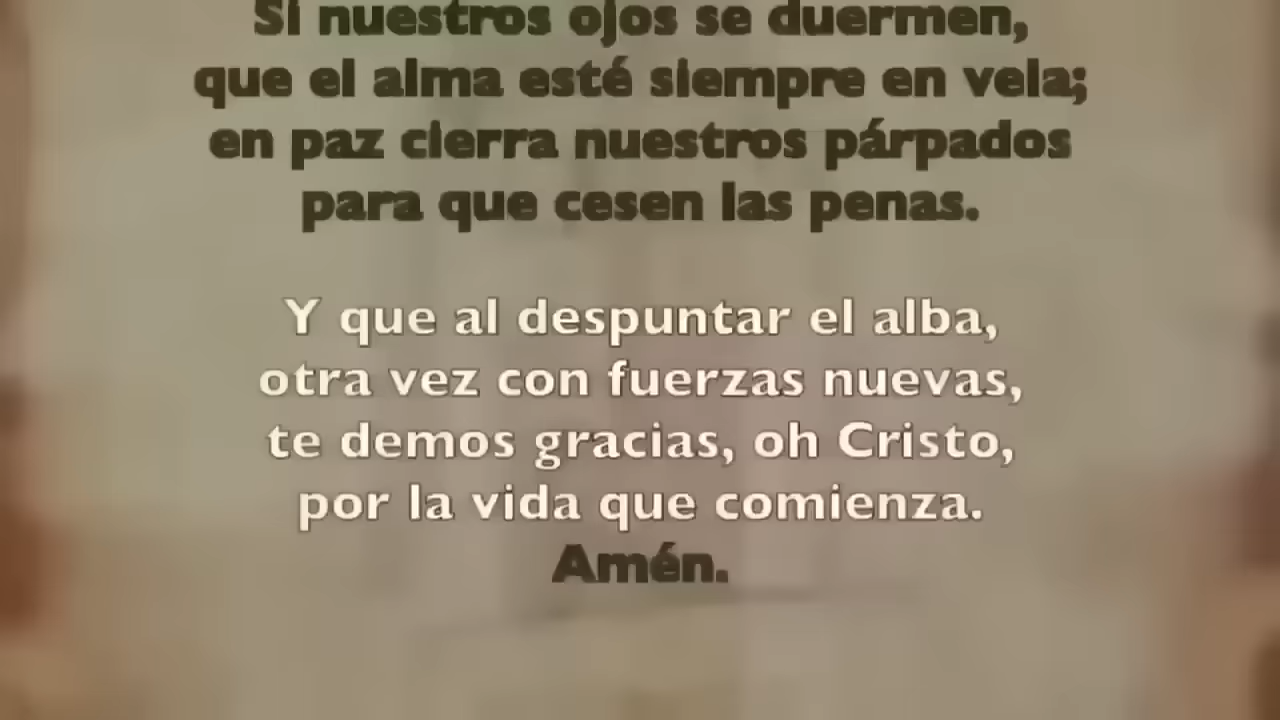 Si nuestros ojos se duermen,
que el alma esté siempre en vela;
en paz cierra nuestros párpados
para que cesen las penas.
Y que al despuntar el alba,
otra vez con fuerzas nuevas,
te demos gracias, oh Cristo,
por la vida que comienza.
Amén.